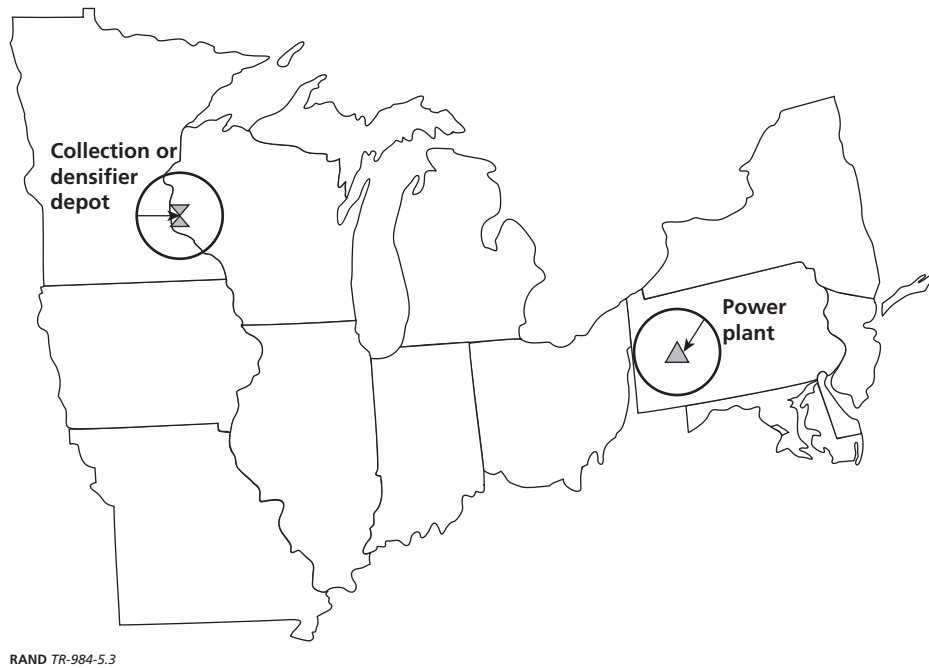 Collection or
densifier
depot
Power
plant
RAND TR-984-5.3